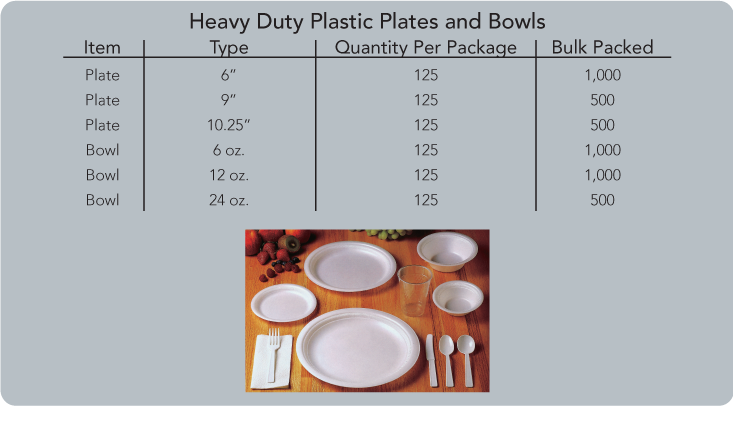 Heavy Duty Plastic Plates and Bowls
Item Type Quantity Per Package Bulk Packed
Plate 6″ 125 1,000
Plate 9″ 125 500
Plate 10.25″ 125 500
Bowl 6 oz. 125 1,000
Bowl 12 oz. 125 1,000
Bowl 24 oz. 125 500